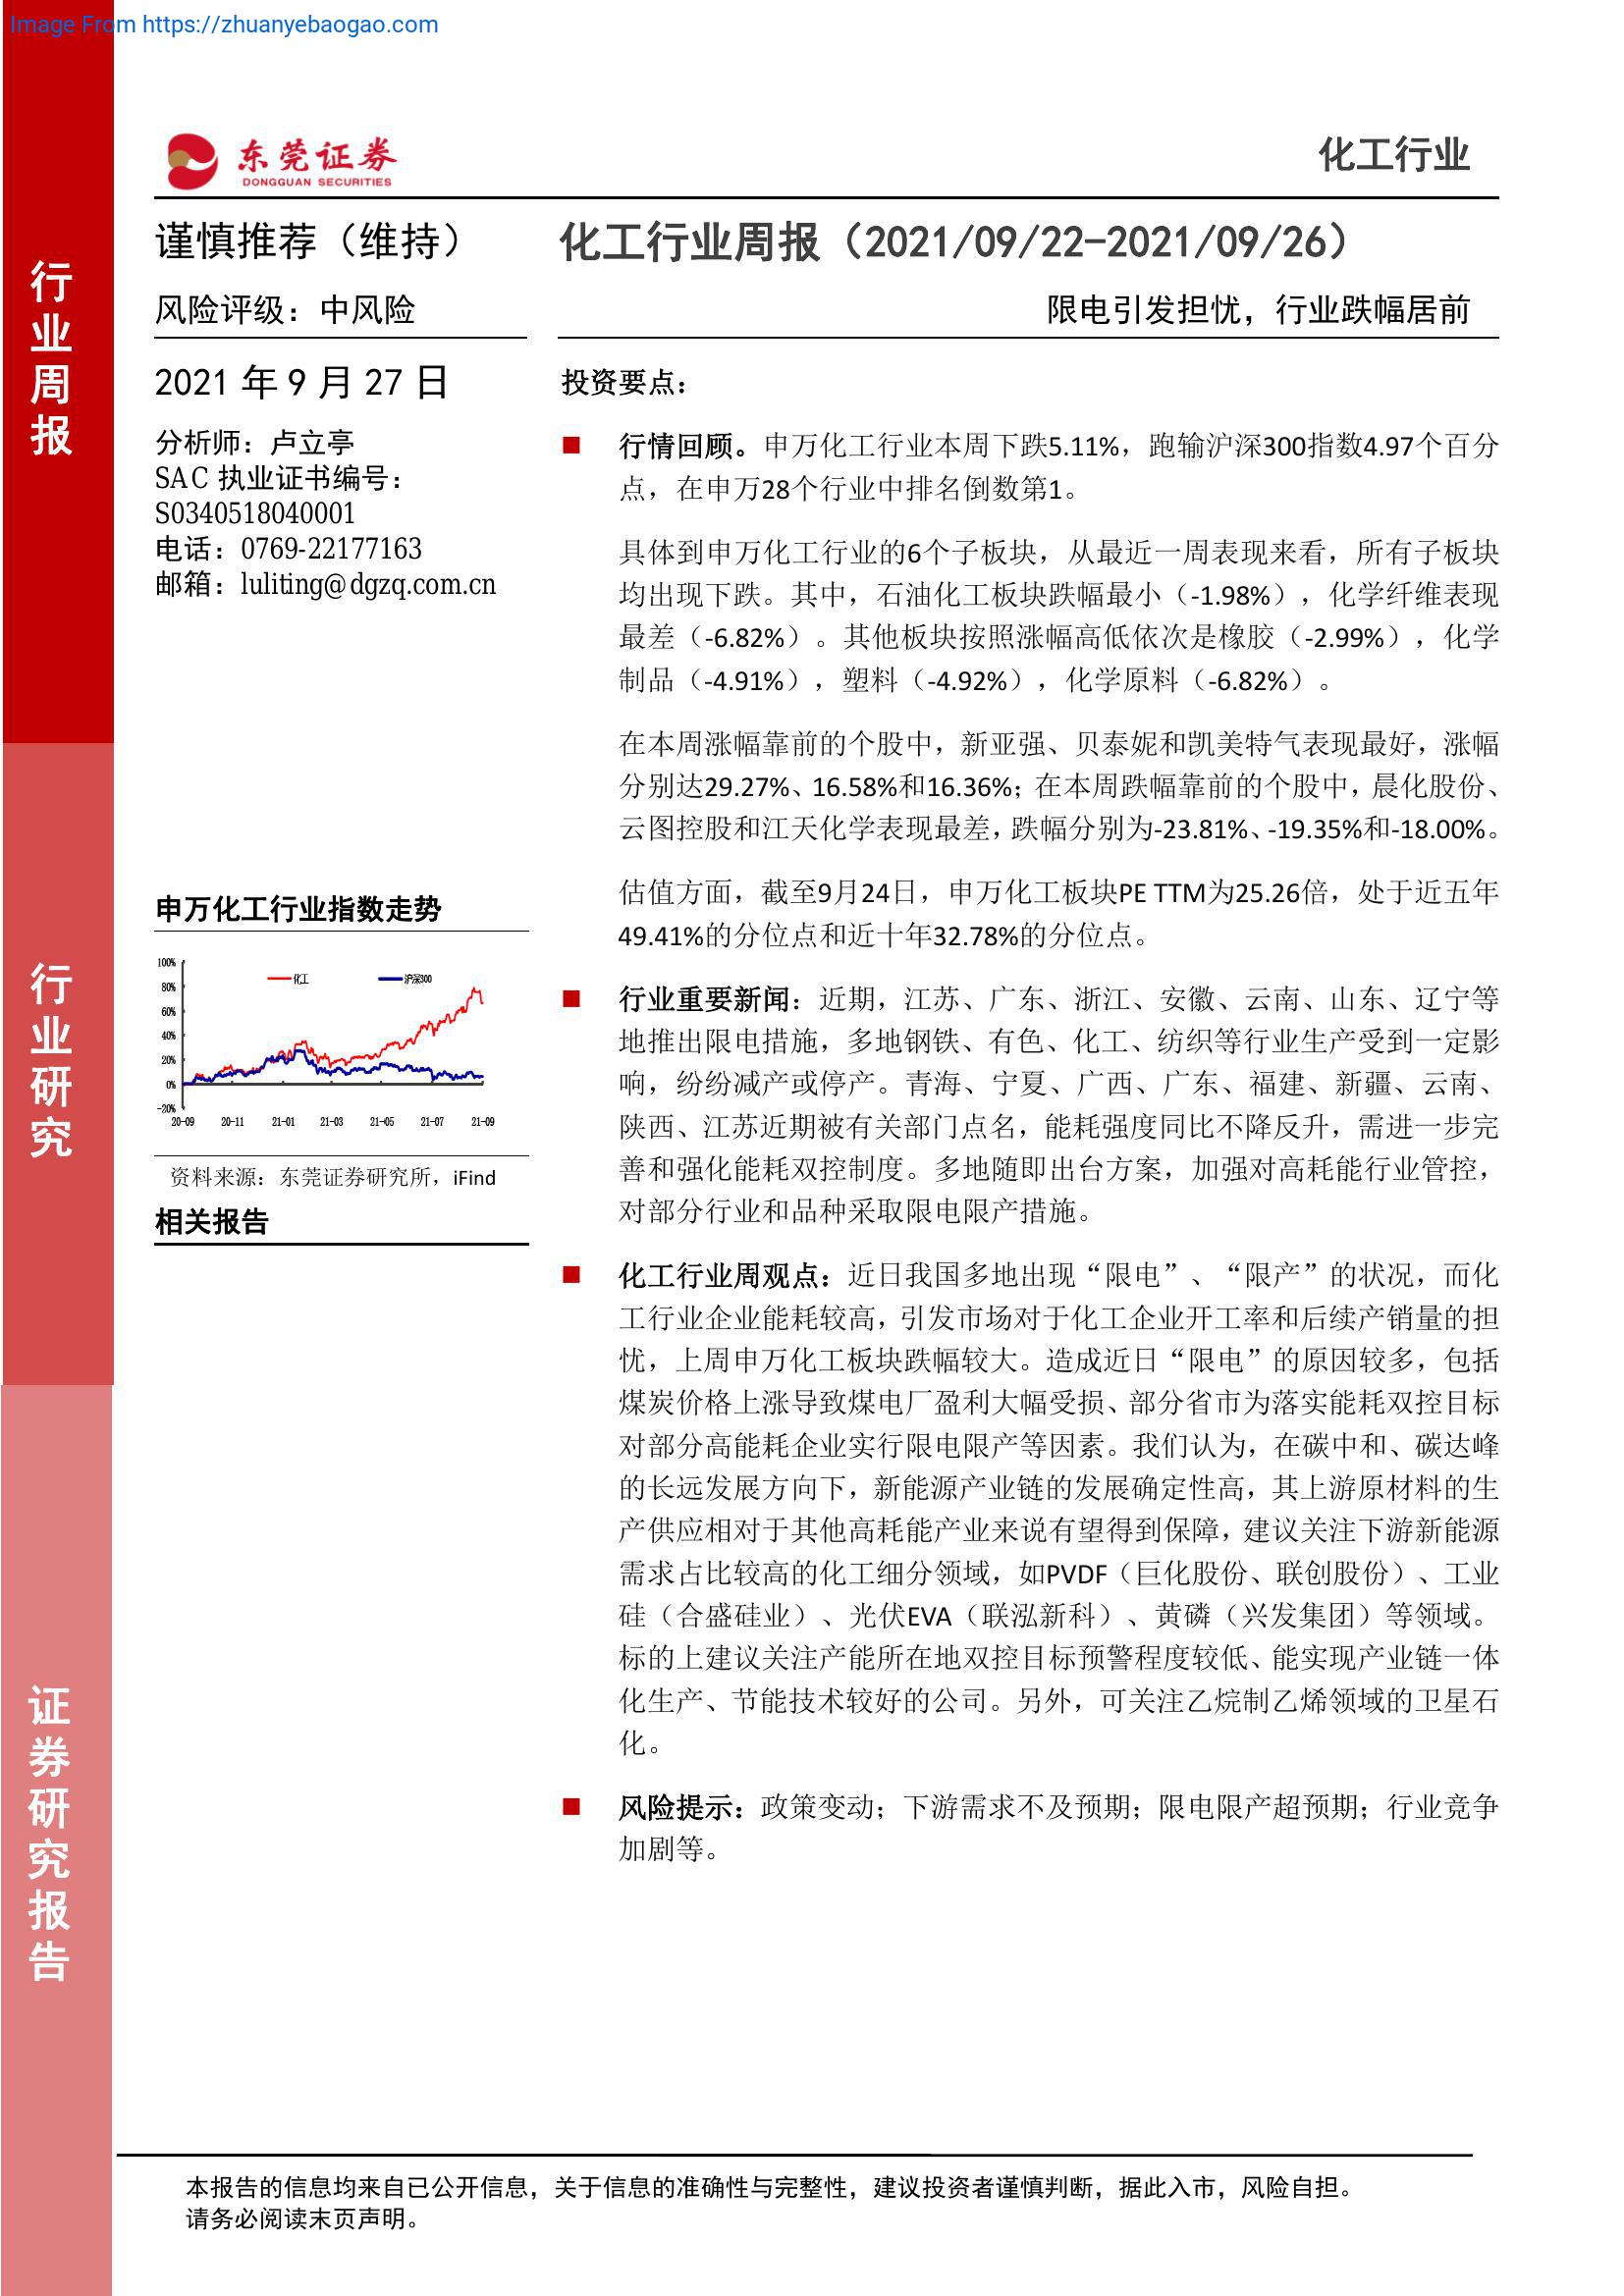 Image From https://zhuanyebaogao.com
东莞证券
DONGGUAN SECURITIES
化工行业
行业周报
行业研究
证券研究报告
谨慎推荐（维持）
风险评级：中风险
2021 年 9 月 27 日
分析师：卢立亭
SAC 执业证书编号：
S0340518040001
电话：0769-22177163
邮箱：luliting@dgzq.com.cn
申万化工行业指数走势
100%
80%
60%
40%
20%
0%
-20%
化工
沪深300
20-09
20-11
21-01
21-03
21-05
21-07
21-09
资料来源：东莞证券研究所，iFind
相关报告
化工行业周报（2021/09/22-2021/09/26）
限电引发担忧，行业跌幅居前
投资要点：
行情回顾。申万化工行业本周下跌5.11%，跑输沪深300指数4.97个百分
点，在申万28个行业中排名倒数第1。
具体到申万化工行业的6个子板块，从最近一周表现来看，所有子板块
均出现下跌。其中，石油化工板块跌幅最小（-1.98%），化学纤维表现
最差（-6.82%）。其他板块按照涨幅高低依次是橡胶（-2.99%），化学
制品（-4.91%），塑料（-4.92%），化学原料（-6.82%）。
在本周涨幅靠前的个股中，新亚强、贝泰妮和凯美特气表现最好，涨幅
分别达29.27%、16.58%和16.36%；在本周跌幅靠前的个股中，晨化股份、
云图控股和江天化学表现最差，跌幅分别为-23.81%、-19.35%和-18.00%。
估值方面，截至9月24日，申万化工板块PE TTM为25.26倍，处于近五年
49.41%的分位点和近十年32.78%的分位点。
行业重要新闻：近期，江苏、广东、浙江、安徽、云南、山东、辽宁等
地推出限电措施，多地钢铁、有色、化工、纺织等行业生产受到一定影
响，纷纷减产或停产。青海、宁夏、广西、广东、福建、新疆、云南、
陕西、江苏近期被有关部门点名，能耗强度同比不降反升，需进一步完
善和强化能耗双控制度。多地随即出台方案，加强对高耗能行业管控，
对部分行业和品种采取限电限产措施。
化工行业周观点：近日我国多地出现“限电”、“限产”的状况，而化
工行业企业能耗较高，引发市场对于化工企业开工率和后续产销量的担
忧，上周申万化工板块跌幅较大。造成近日“限电”的原因较多，包括
煤炭价格上涨导致煤电厂盈利大幅受损、部分省市为落实能耗双控目标
对部分高能耗企业实行限电限产等因素。我们认为，在碳中和、碳达峰
的长远发展方向下，新能源产业链的发展确定性高，其上游原材料的生
产供应相对于其他高耗能产业来说有望得到保障，建议关注下游新能源
需求占比较高的化工细分领域，如PVDF（巨化股份、联创股份）、工业
硅（合盛硅业）、光伏EVA（联泓新科）、黄磷（兴发集团）等领域。
标的上建议关注产能所在地双控目标预警程度较低、能实现产业链一体
化生产、节能技术较好的公司。另外，可关注乙烷制乙烯领域的卫星石
化。
风险提示：政策变动；下游需求不及预期；限电限产超预期；行业竞争
加剧等。
本报告的信息均来自已公开信息，关于信息的准确性与完整性，建议投资者谨慎判断，据此入市，风险自担。
请务必阅读末页声明。